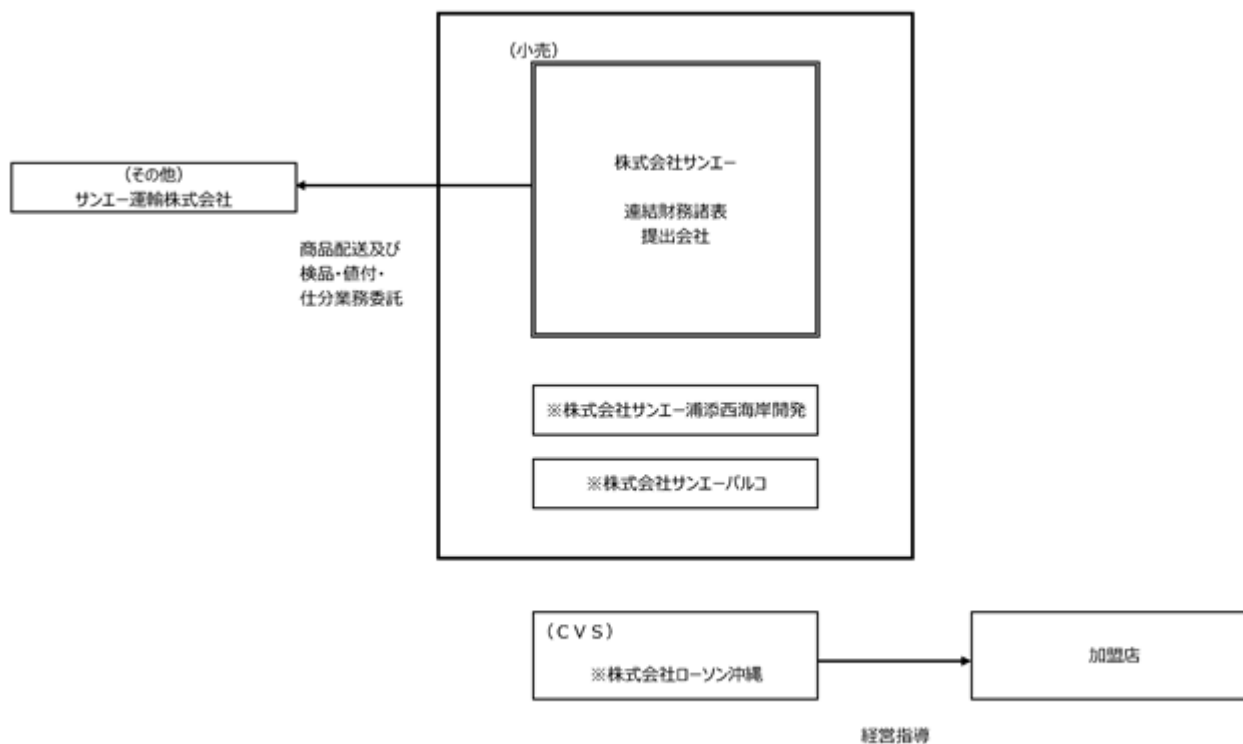 (小売)
株式会社サンエー
連結財務諸表
提出会社
(その他)
サンエー運輸株式会社
商品配送及び
検品・値付・
仕分業務委託
※株式会社サンエー浦添西海岸開発
※株式会社サンエーパルコ
(CVS)
※株式会社ローソン沖縄
加盟店
経営指導